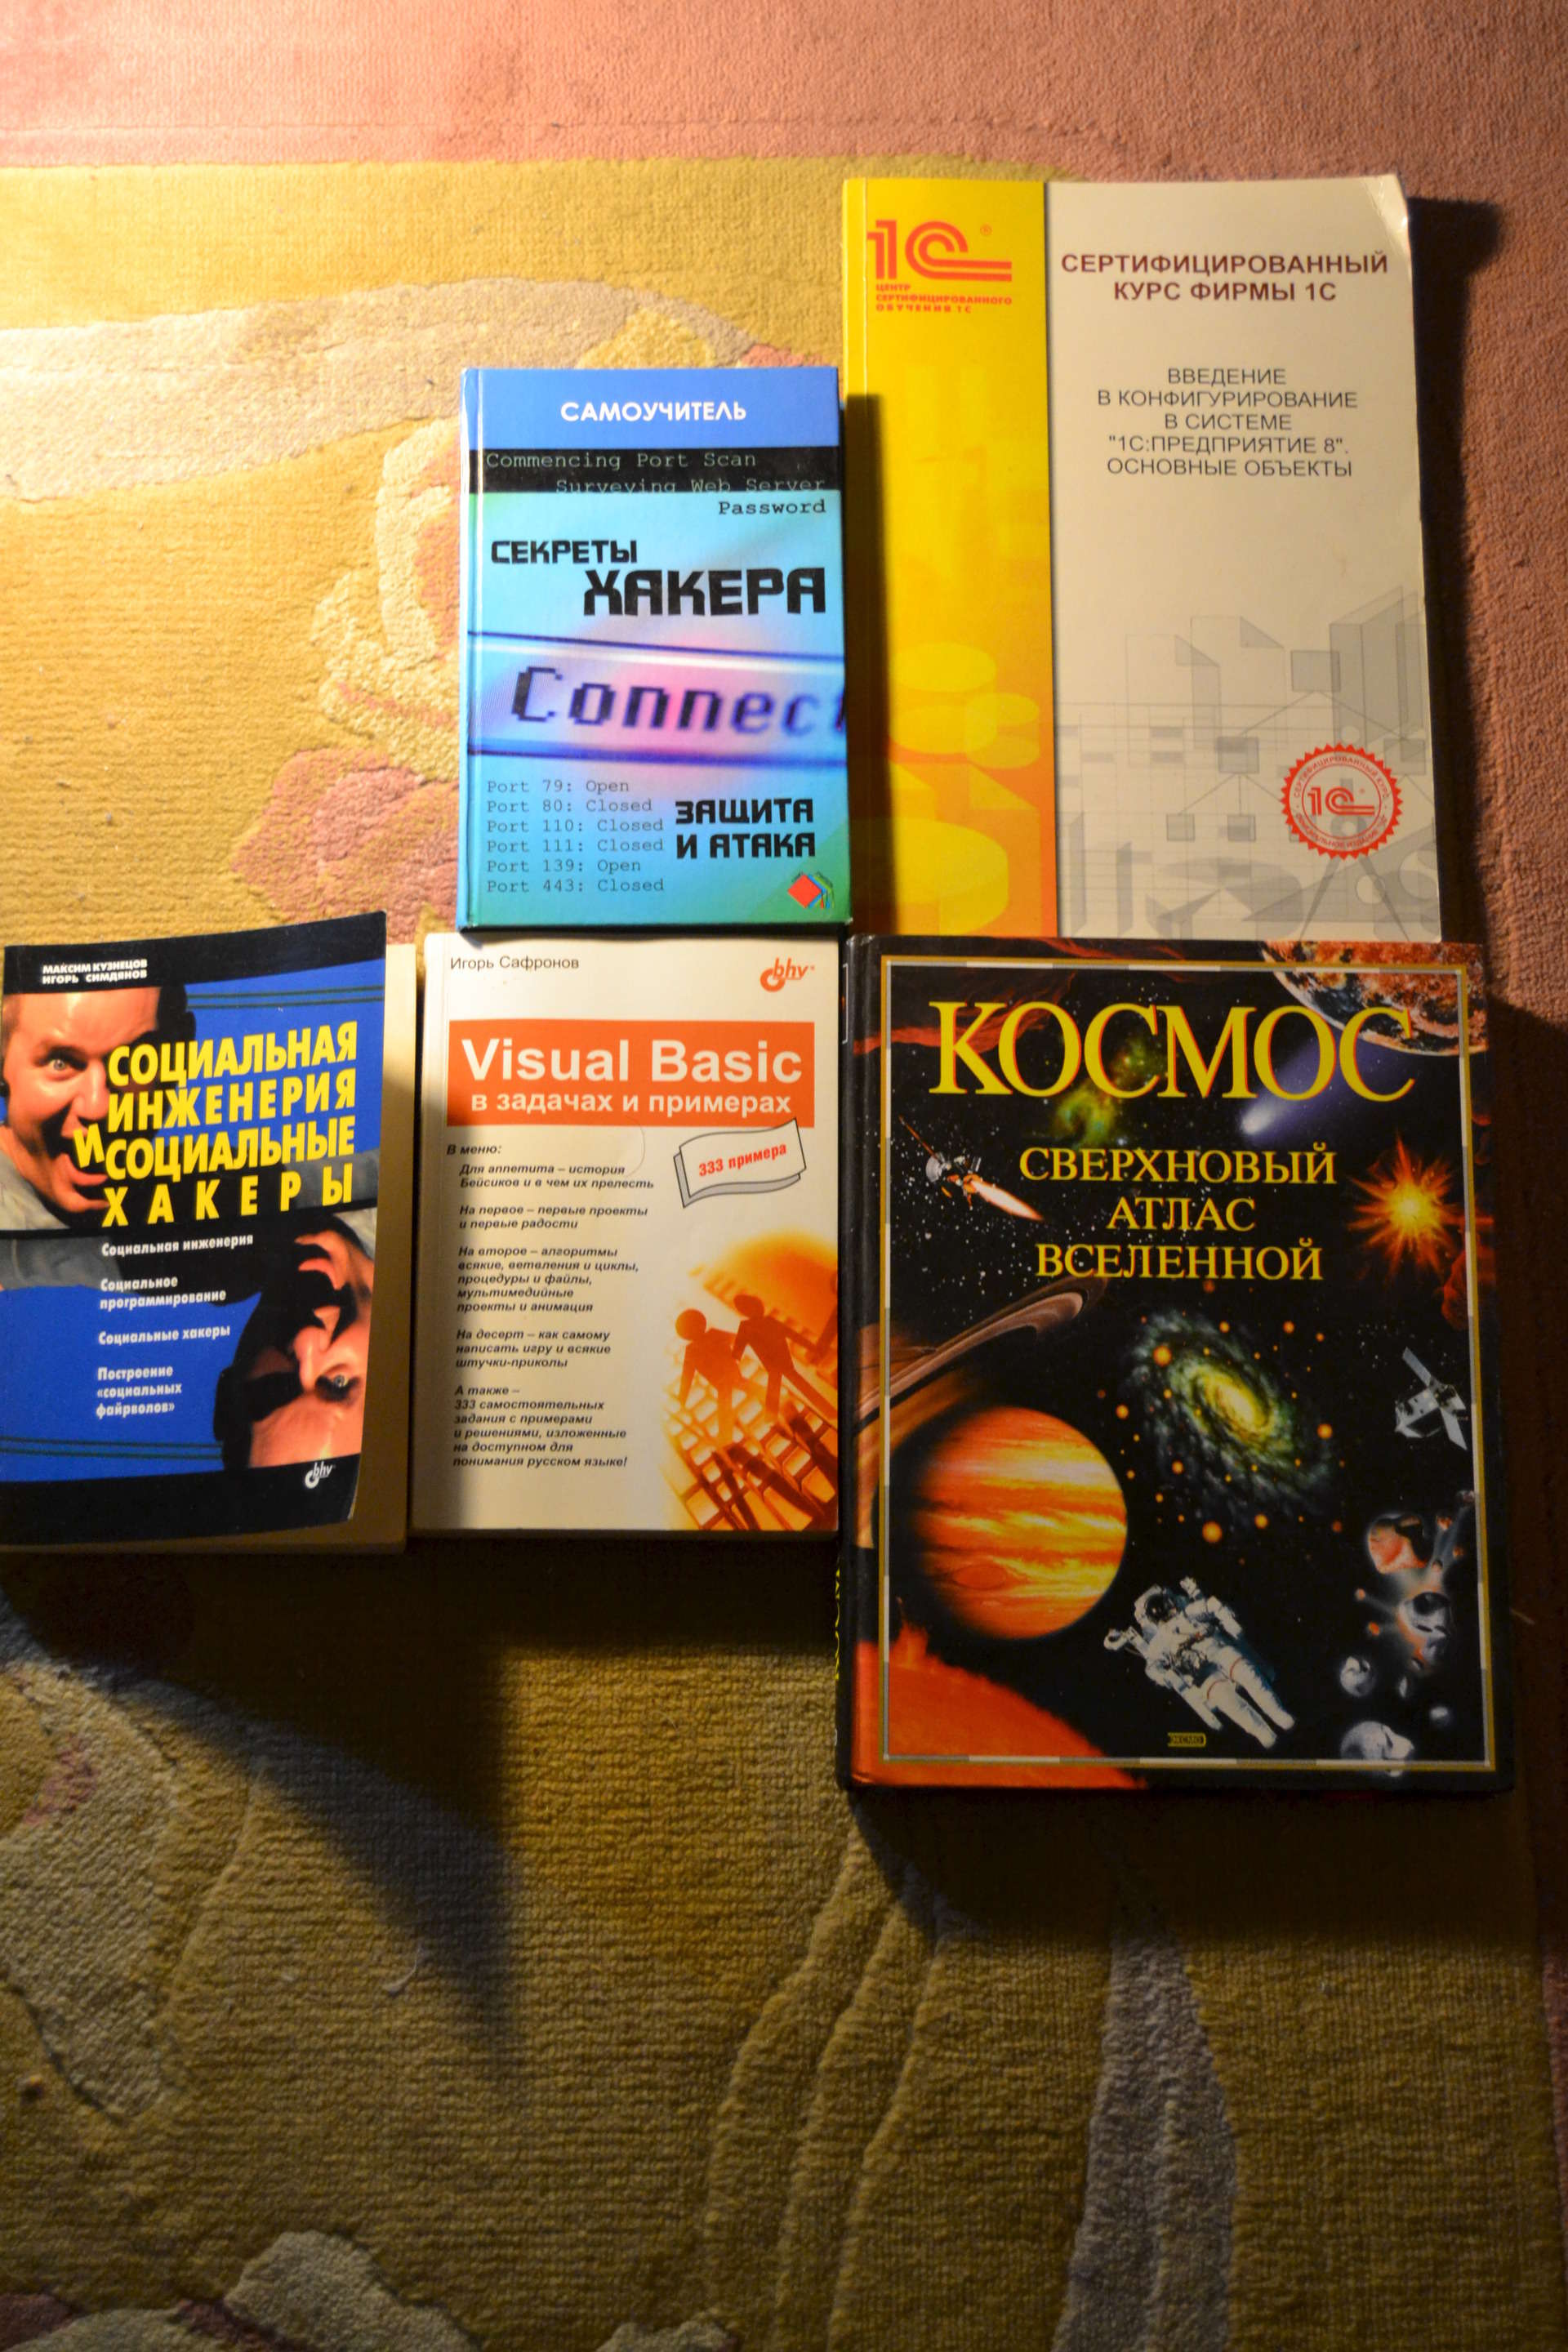 1С
ЦЕНТР
СЕРТИФИЦИРОВАННОГО
ОБУЧЕНИЯ 1С
СЕРТИФИЦИРОВАННЫЙ
КУРС ФИРМЫ 1С
ВВЕДЕНИЕ
В КОНФИГУРИРОВАНИЕ
В СИСТЕМЕ
"1С:ПРЕДПРИЯТИЕ 8".
ОСНОВНЫЕ ОБЪЕКТЫ
СЕРТИФИЦИРОВАННЫЙ КУРС
1С
САМОУЧИТЕЛЬ
Commencing Port Scan
Surveying Web Server
Password
СЕКРЕТЫ
ХАКЕРА
Connect
Port 79: Open
Port 80: Closed
Port 110: Closed
Port 111: Closed
Port 139: Open
Port 443: Closed
ЗАЩИТА
И АТАКА
МАКСИМ КУЗНЕЦОВ
ИГОРЬ СИМДЯНОВ
СОЦИАЛЬНАЯ
ИНЖЕНЕРИЯ
И СОЦИАЛЬНЫЕ
ХАКЕРЫ
Социальная инженерия
Социальное
программирование
Социальные хакеры
Построение
«социальных
файрволов»
bhv
Игорь Сафронов
bhv
Visual Basic
в задачах и примерах
333 примера
В меню:
Для аппетита – история
Бейсиков и в чем их прелесть
На первое – первые проекты
и первые радости
На второе – алгоритмы
всякие, ветвления и циклы,
процедуры и файлы,
мультимедийные
проекты и анимация
На десерт – как самому
написать игру и всякие
штучки-приколы
А также –
333 самостоятельных
задания с примерами
и решениями, изложенные
на доступном для
понимания русском языке!
КОСМОС
СВЕРХНОВЫЙ
АТЛАС
ВСЕЛЕННОЙ
ЭКСМО